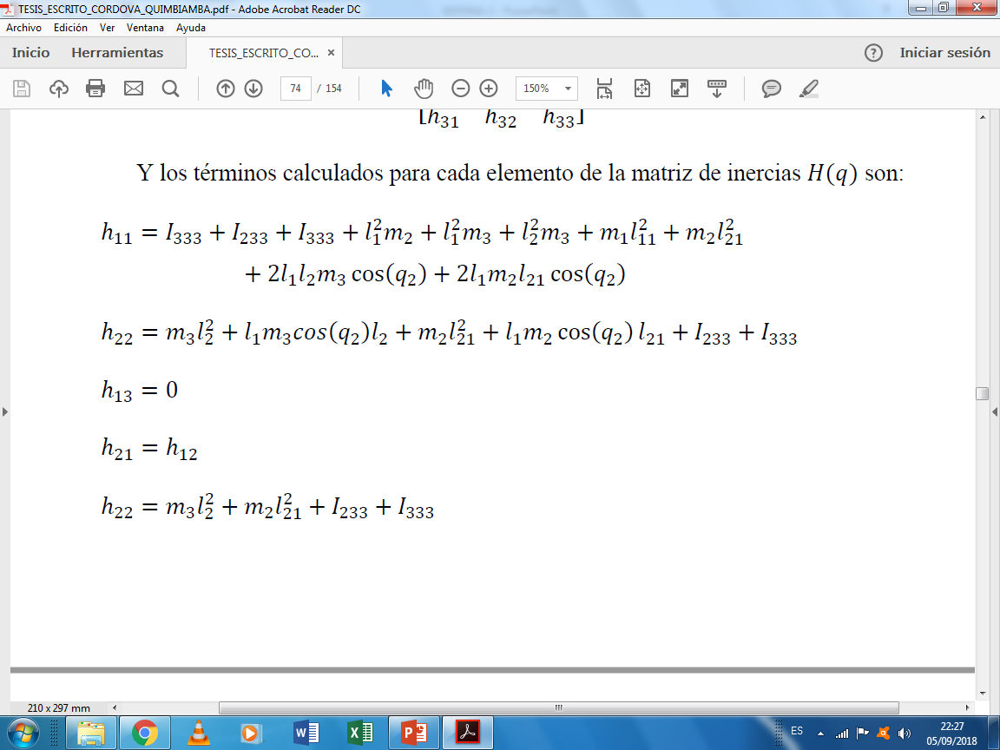 TESIS_ESCRITO_CORDOVA_QUIMBIAMBA.pdf - Adobe Acrobat Reader DC
Archivo Edición Ver Ventana Ayuda
Inicio Herramientas TESIS_ESCRITO_CO... × ? Iniciar sesión
74 / 154 150%
[h₃₁ h₃₂ h₃₃]
Y los términos calculados para cada elemento de la matriz de inercias H(q) son:
h₁₁ = I₃₃₃ + I₂₃₃ + I₃₃₃ + l₁²m₂ + l₁²m₃ + l₂²m₃ + m₁l₁₁² + m₂l₂₁²
+ 2l₁l₂m₃ cos(q₂) + 2l₁m₂l₂₁ cos(q₂)
h₂₂ = m₃l₂² + l₁m₃cos(q₂)l₂ + m₂l₂₁² + l₁m₂ cos(q₂) l₂₁ + I₂₃₃ + I₃₃₃
h₁₃ = 0
h₂₁ = h₁₂
h₂₂ = m₃l₂² + m₂l₂₁² + I₂₃₃ + I₃₃₃
210 x 297 mm
ES 22:27
05/09/2018